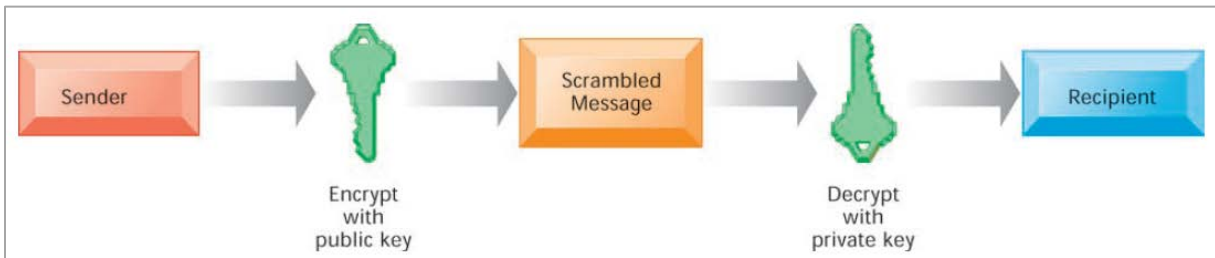 Sender
Encrypt
with
public key
Scrambled
Message
Decrypt
with
private key
Recipient